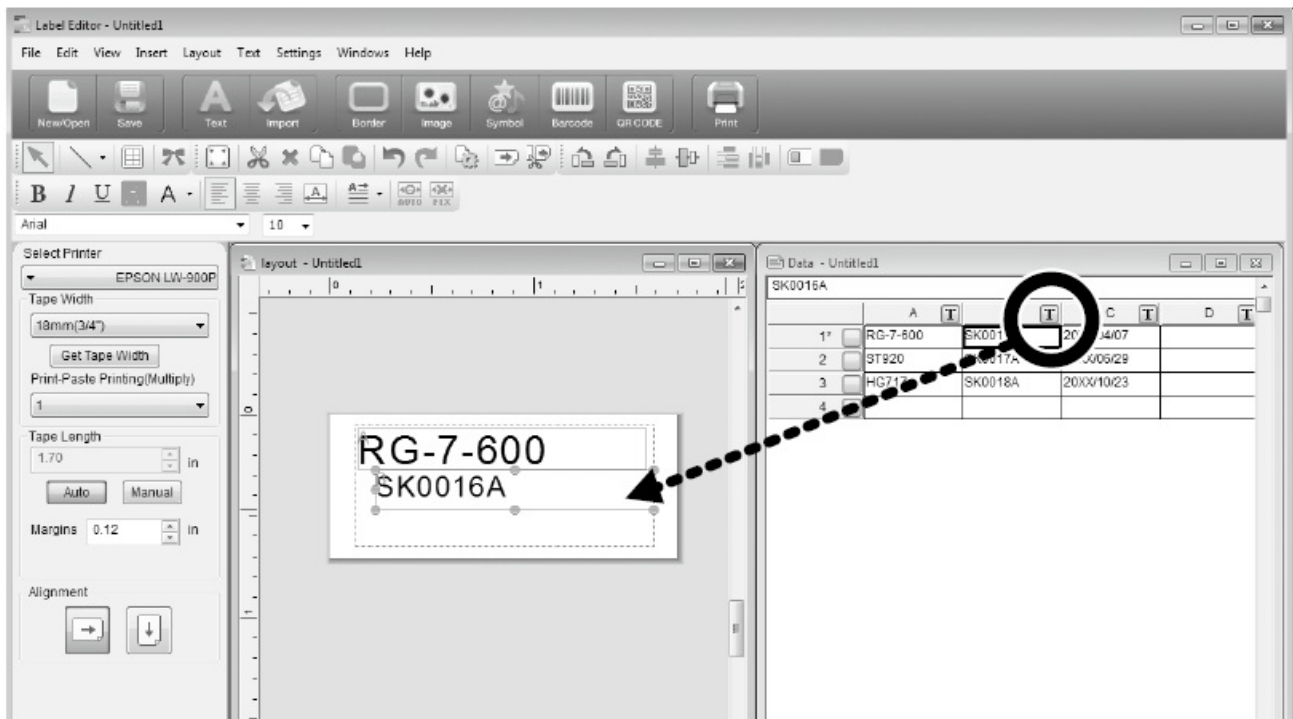 Label Editor - Untitled1
File Edit View Insert Layout Text Settings Windows Help
New/Open Save Text Import Border Image Symbol Barcode QR CODE Print
B I U A A AUTO FIX
Arial 10
Select Printer
EPSON LW-900P
Tape Width
18mm(3/4")
Get Tape Width
Print-Paste Printing(Multiply)
1
Tape Length
1.70 in
Auto Manual
Margins 0.12 in
Alignment
layout - Untitled1
0 1
0
1
RG-7-600
SK0016A
Data - Untitled1
SK0016A
A T T C T D T
1* RG-7-600
2 ST920
3 SK0018A 20XX/10/23
4